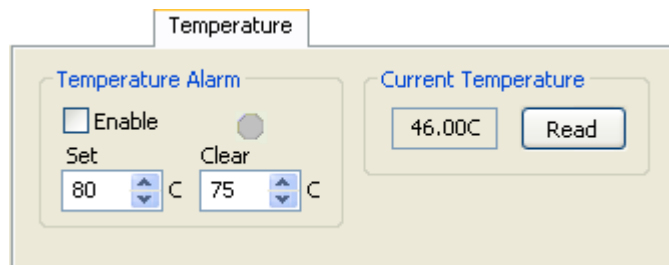 Temperature
Temperature Alarm
Enable
Set
Clear
80 C 75 C
Current Temperature
46.00C
Read